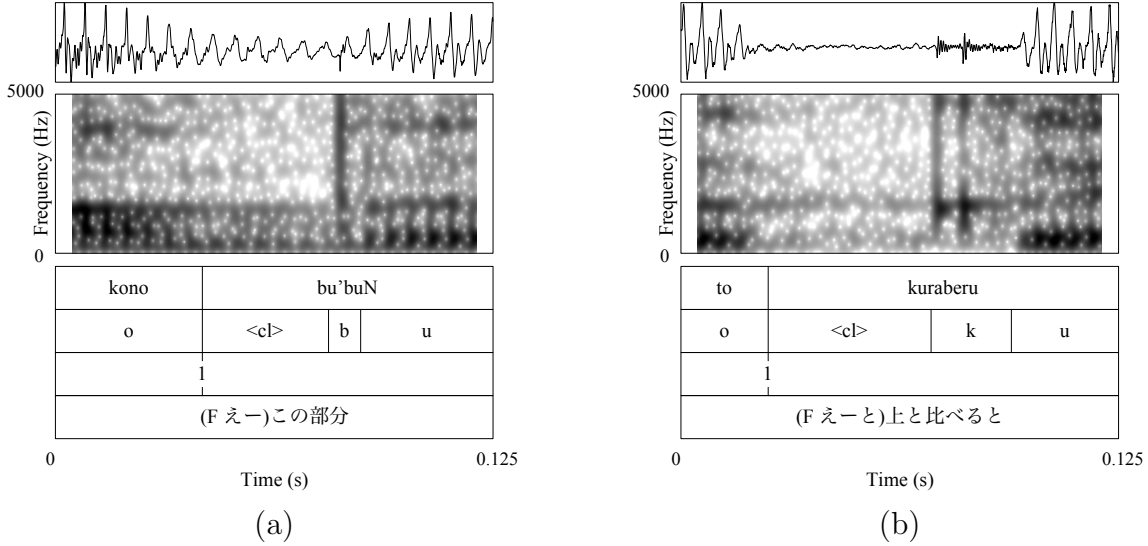 5000
Frequency (Hz)
0
kono bu’buN
o <cl> b u
1
(F えー)この部分
0 0.125
Time (s)
(a)
5000
Frequency (Hz)
0
to kuraberu
o <cl> k u
1
(F えーと)上と比べると
0 0.125
Time (s)
(b)